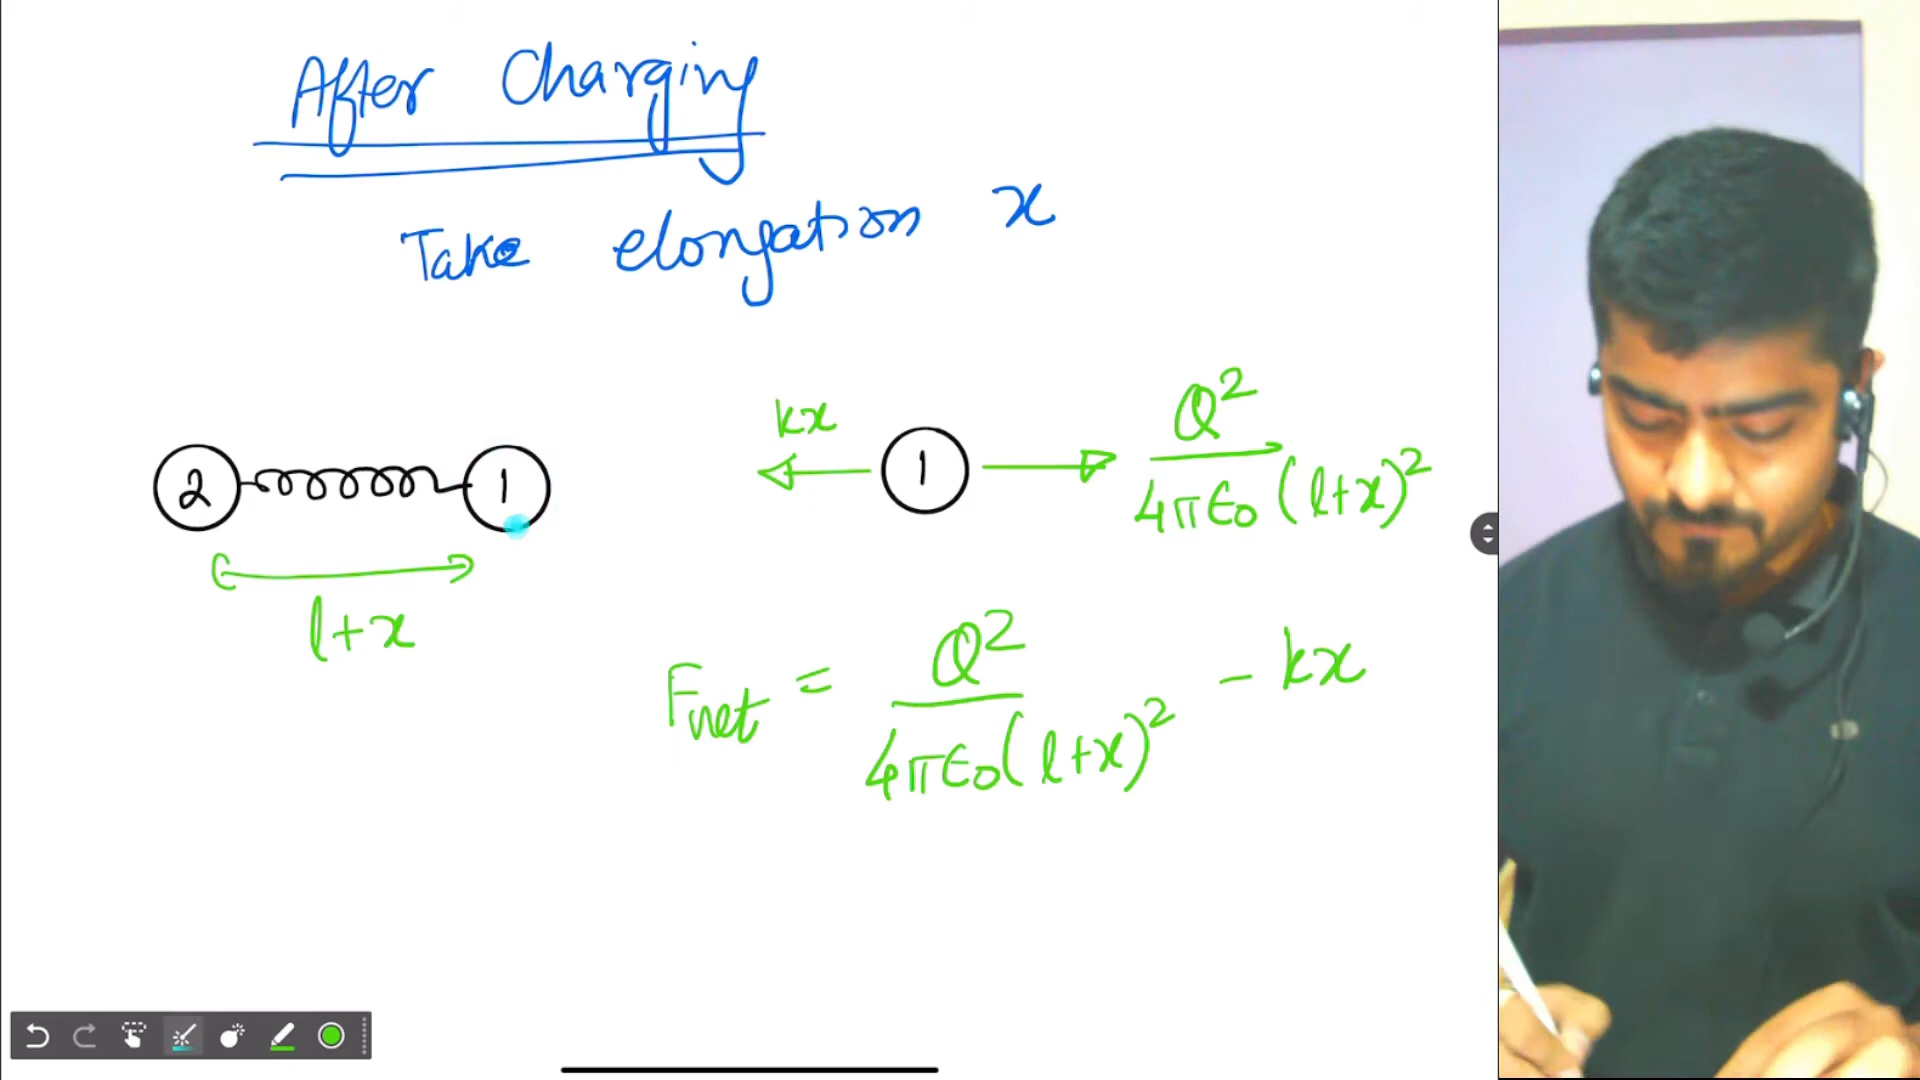 After Charging
Take elongation x
kx
Q²
4πϵ₀ (l+x)²
2
1
1
l+x
Fnet = Q² / 4πϵ₀(l+x)² - kx